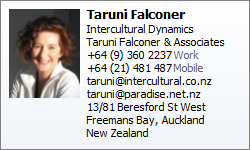 Taruni Falconer
Intercultural Dynamics
Taruni Falconer & Associates
+64 (9) 360 2237 Work
+64 (21) 481 487 Mobile
taruni@intercultural.co.nz
taruni@paradise.net.nz
13/81 Beresford St West
Freemans Bay, Auckland
New Zealand